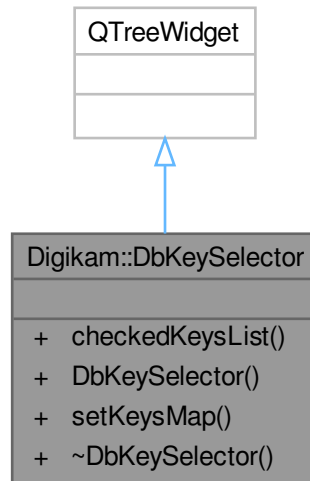 QTreeWidget
Digikam::DbKeySelector
+ checkedKeysList()
+ DbKeySelector()
+ setKeysMap()
+ ~DbKeySelector()